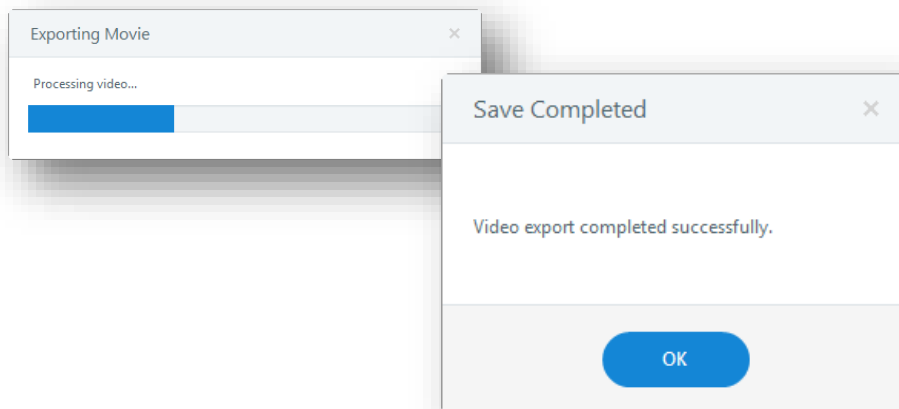 Exporting Movie
Processing video...
Save Completed
Video export completed successfully.
OK